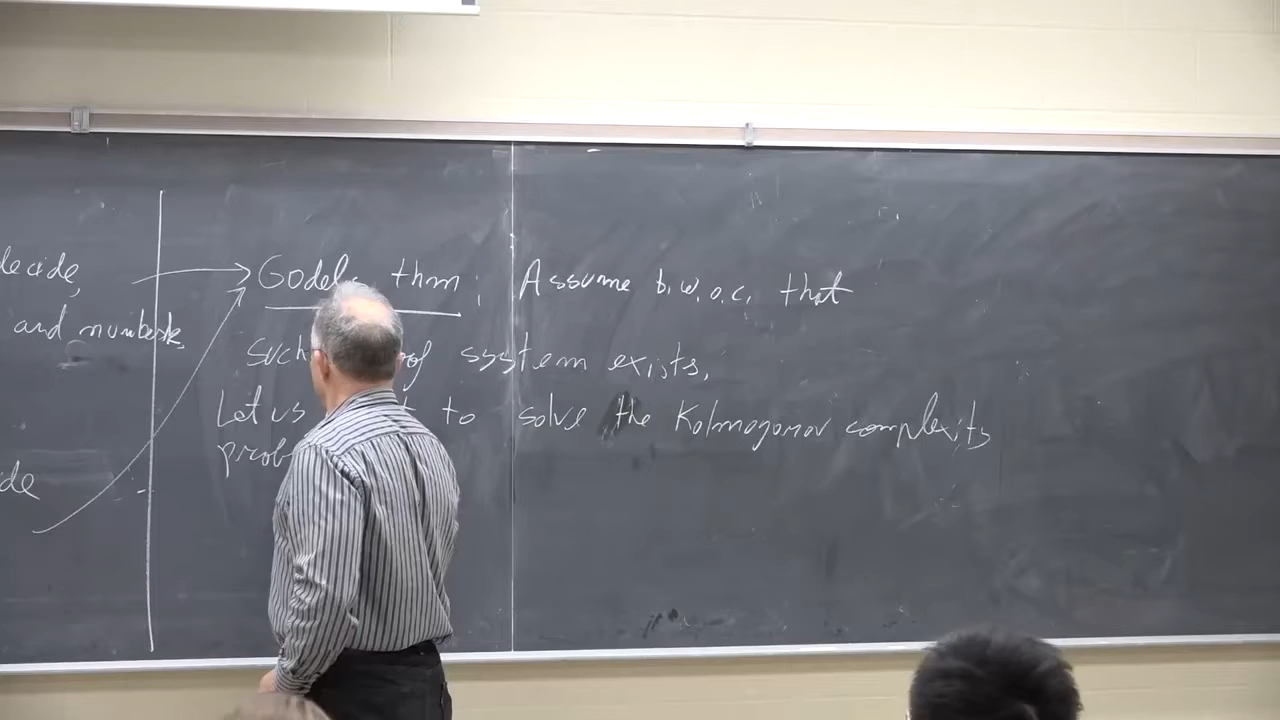 decide,
and numbers,
de
Godel thm; Assume b.w.o.c. that
Such of system exists,
Let us to solve the Kolmogorov complexity
prob